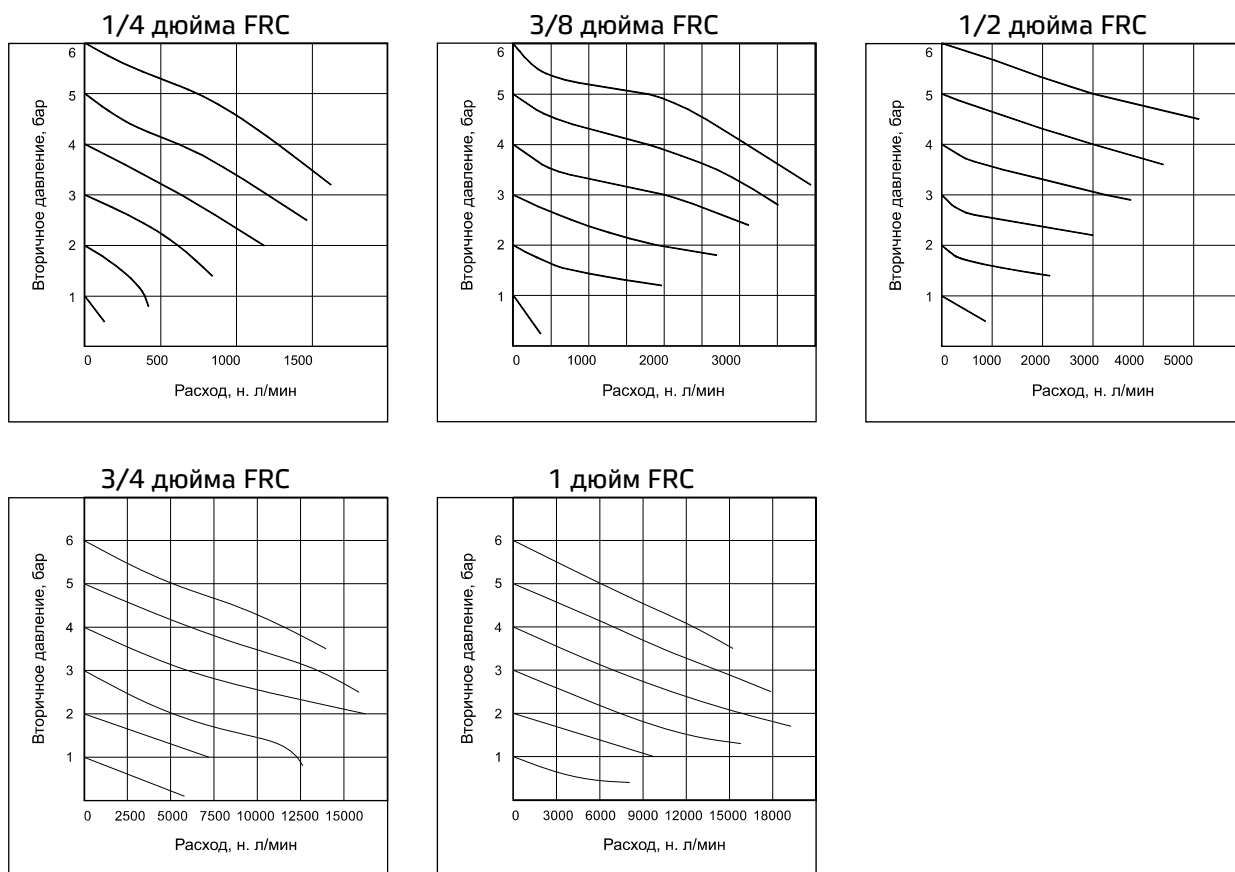 1/4 дюйма FRC
6
5
4
3
2
1
Вторичное давление, бар
0 500 1000 1500
Расход, н. л/мин
3/8 дюйма FRC
6
5
4
3
2
1
Вторичное давление, бар
0 1000 2000 3000
Расход, н. л/мин
1/2 дюйма FRC
6
5
4
3
2
1
Вторичное давление, бар
0 1000 2000 3000 4000 5000
Расход, н. л/мин
3/4 дюйма FRC
6
5
4
3
2
1
Вторичное давление, бар
0 2500 5000 7500 10000 12500 15000
Расход, н. л/мин
1 дюйм FRC
6
5
4
3
2
1
Вторичное давление, бар
0 3000 6000 9000 12000 15000 18000
Расход, н. л/мин